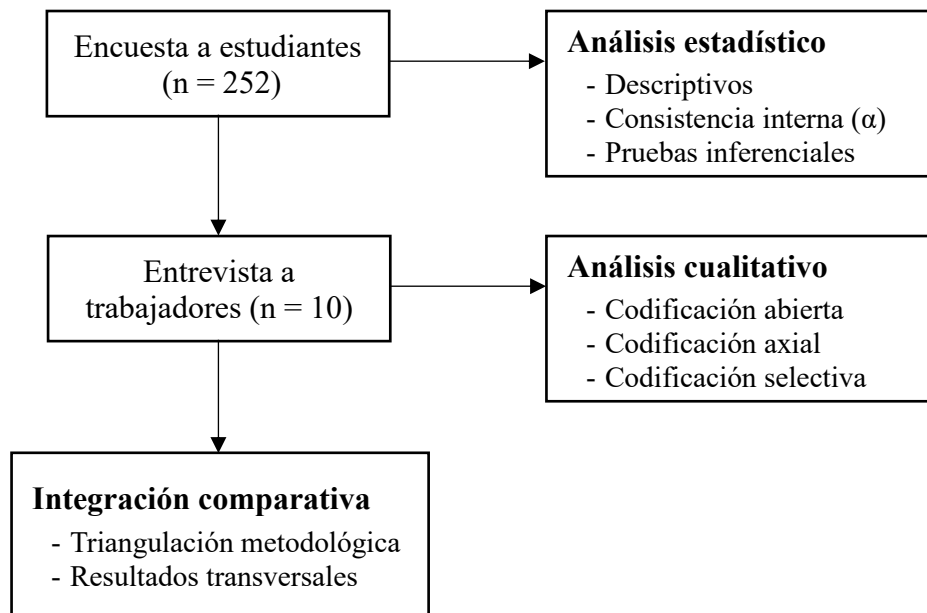 Encuesta a estudiantes
(n = 252)
Análisis estadístico
- Descriptivos
- Consistencia interna (α)
- Pruebas inferenciales
Entrevista a
trabajadores (n = 10)
Análisis cualitativo
- Codificación abierta
- Codificación axial
- Codificación selectiva
Integración comparativa
- Triangulación metodológica
- Resultados transversales